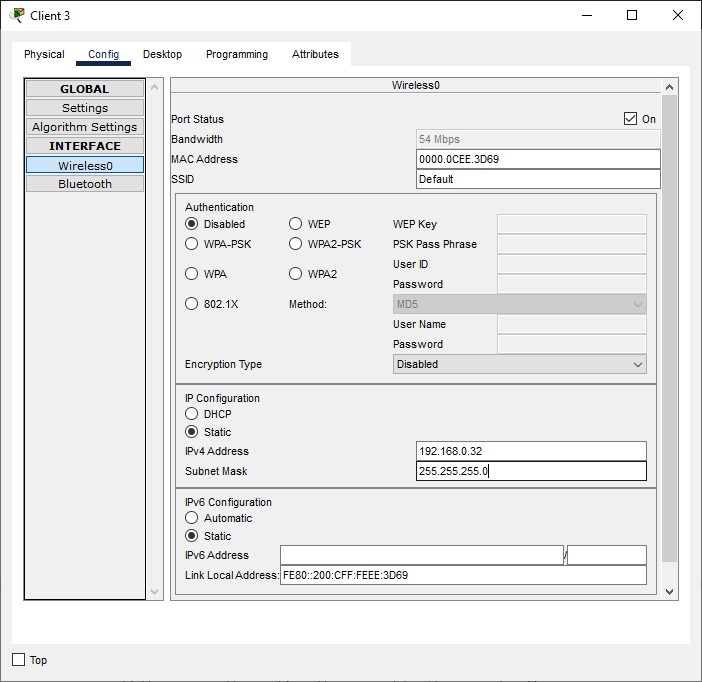 Client 3
Physical Config Desktop Programming Attributes
GLOBAL
Settings
Algorithm Settings
INTERFACE
Wireless0
Bluetooth
Wireless0
Port Status On
Bandwidth 54 Mbps
MAC Address 0000.0CEE.3D69
SSID Default
Authentication
Disabled WEP WEP Key
WPA-PSK WPA2-PSK PSK Pass Phrase
User ID
WPA WPA2
Password
802.1X Method: MD5
User Name
Password
Encryption Type Disabled
IP Configuration
DHCP
Static
IPv4 Address 192.168.0.32
Subnet Mask 255.255.255.0
IPv6 Configuration
Automatic
Static
IPv6 Address /
Link Local Address: FE80::200:CFF:FEEE:3D69
Top